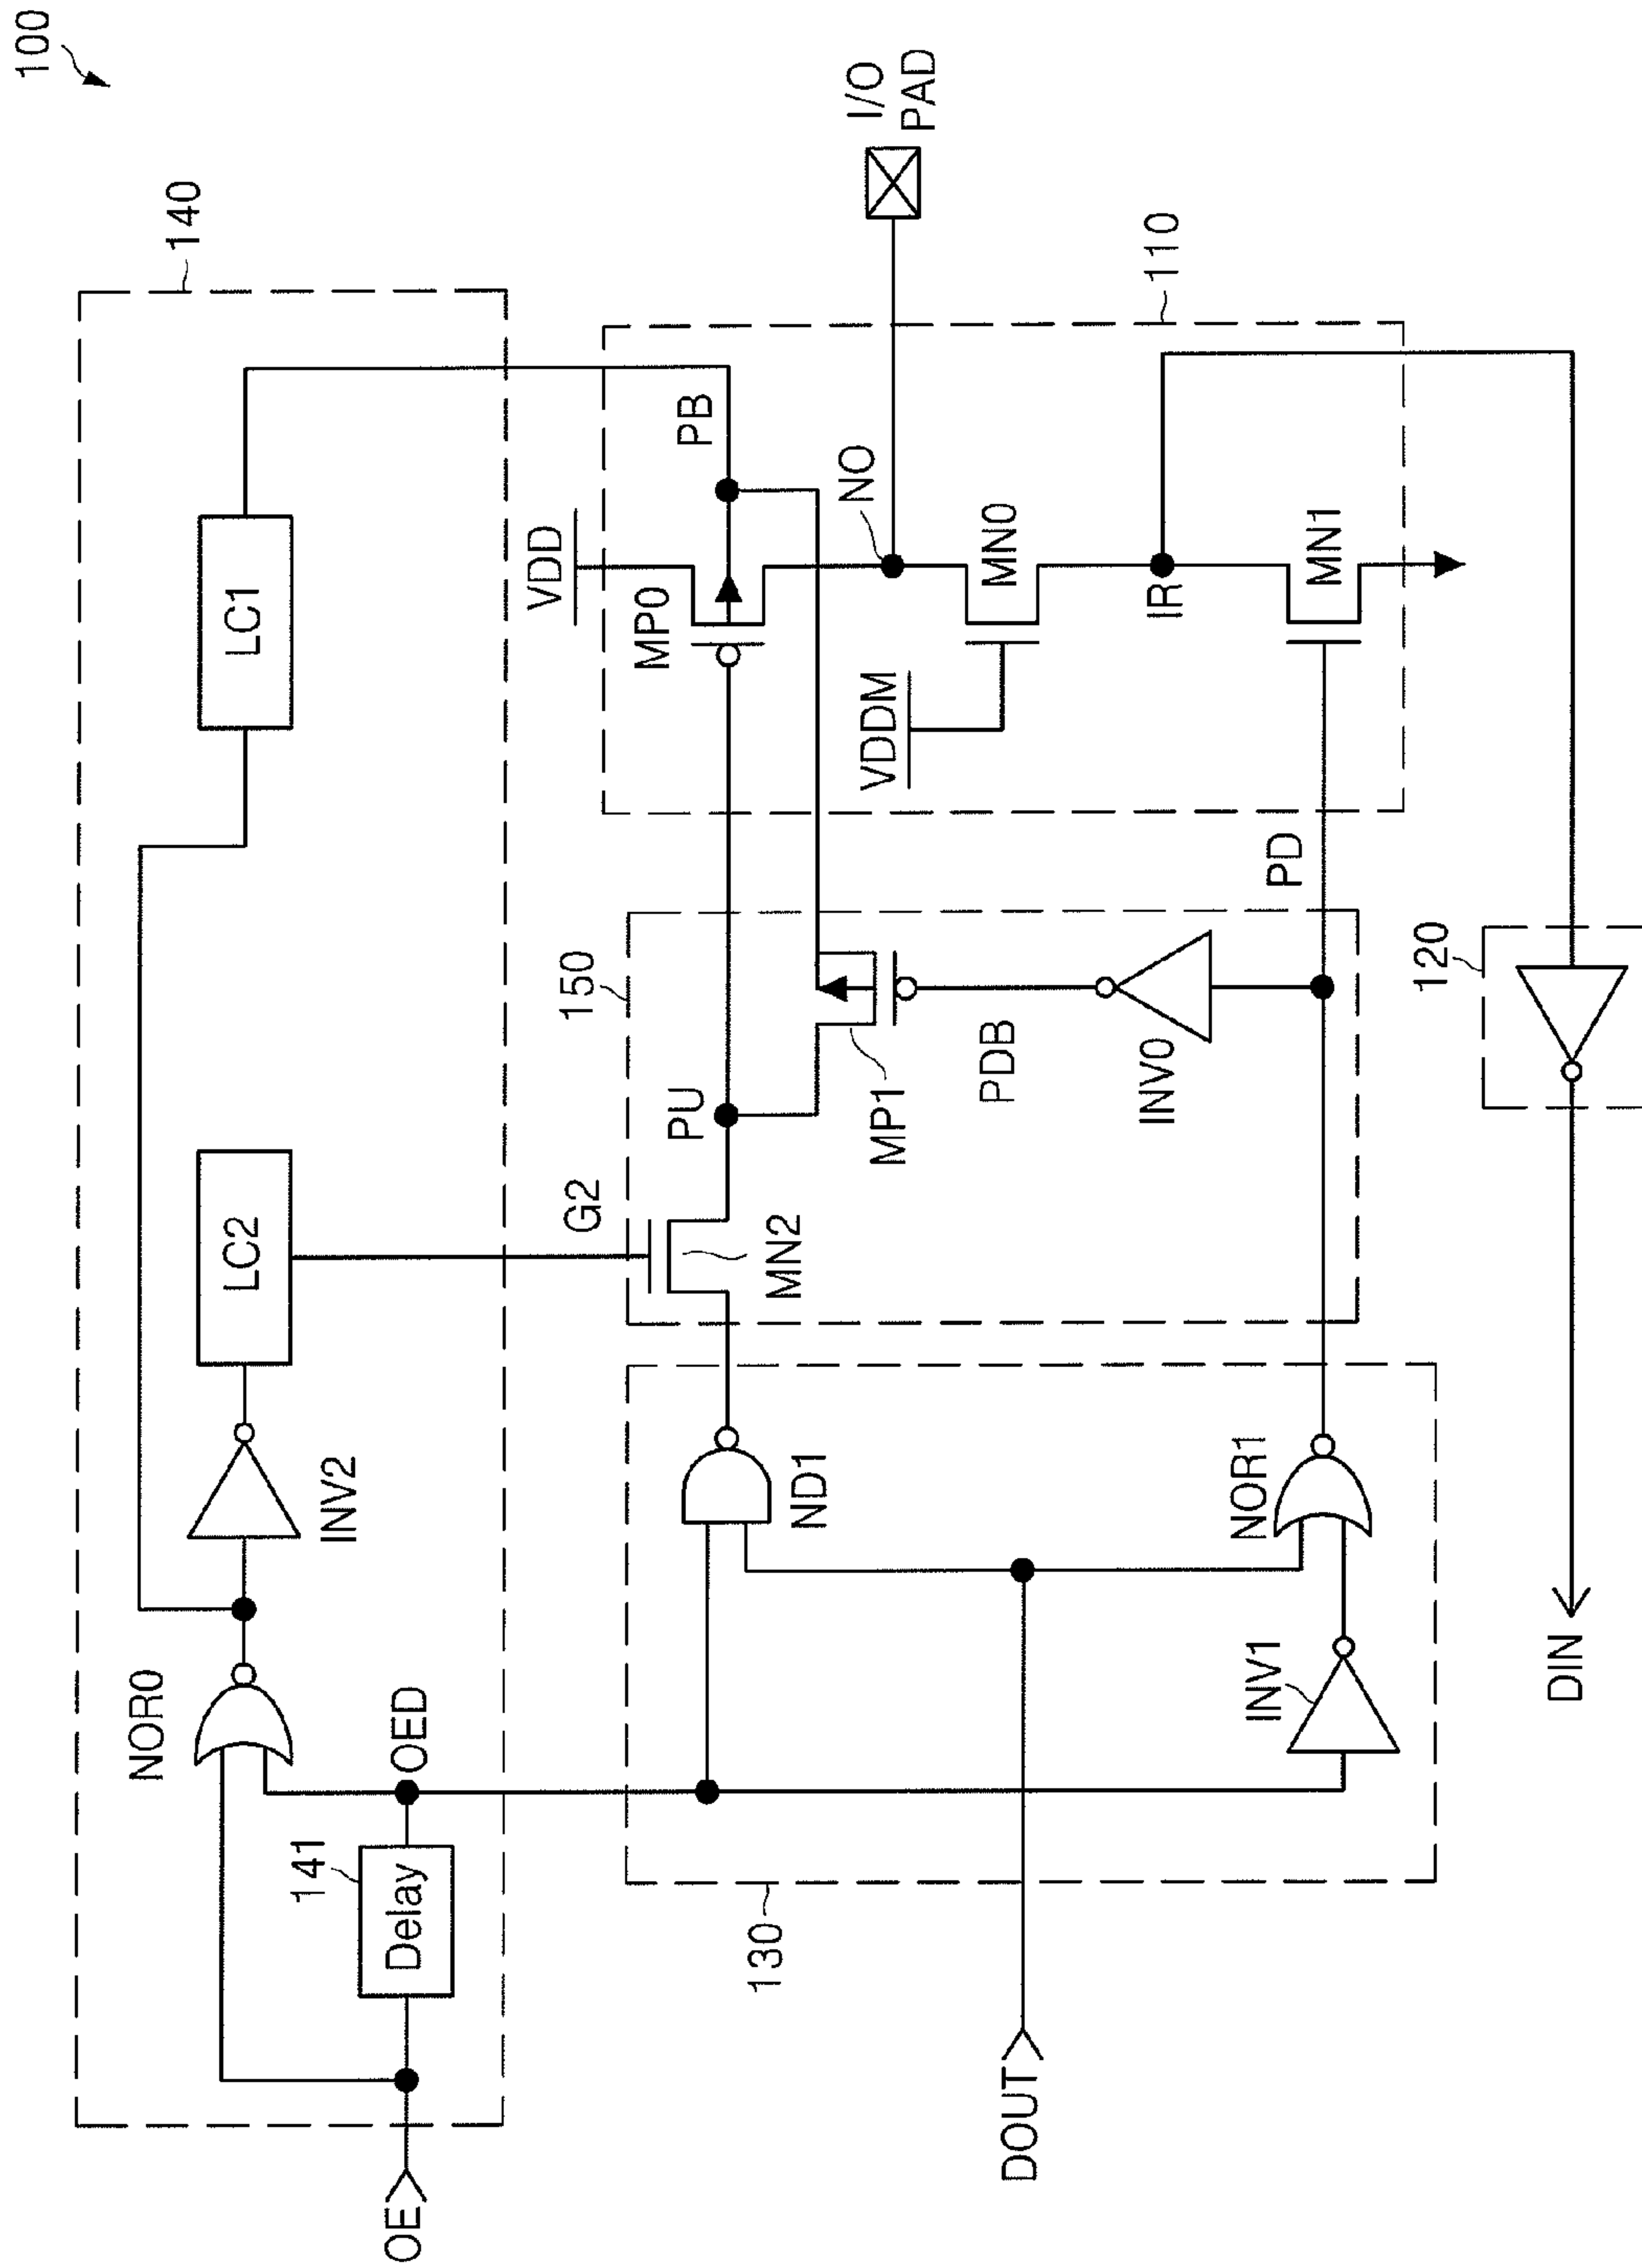 100
140
LC1
LC2
INV2
NOR0
OED
141
Delay
OE
I/O
PAD
110
PB
VDD
MP0
NO
VDDM
MN0
IR
MN1
PD
150
PU
MP1
PDB
INV0
G2
MN2
120
ND1
NOR1
INV1
130
DOUT
DIN